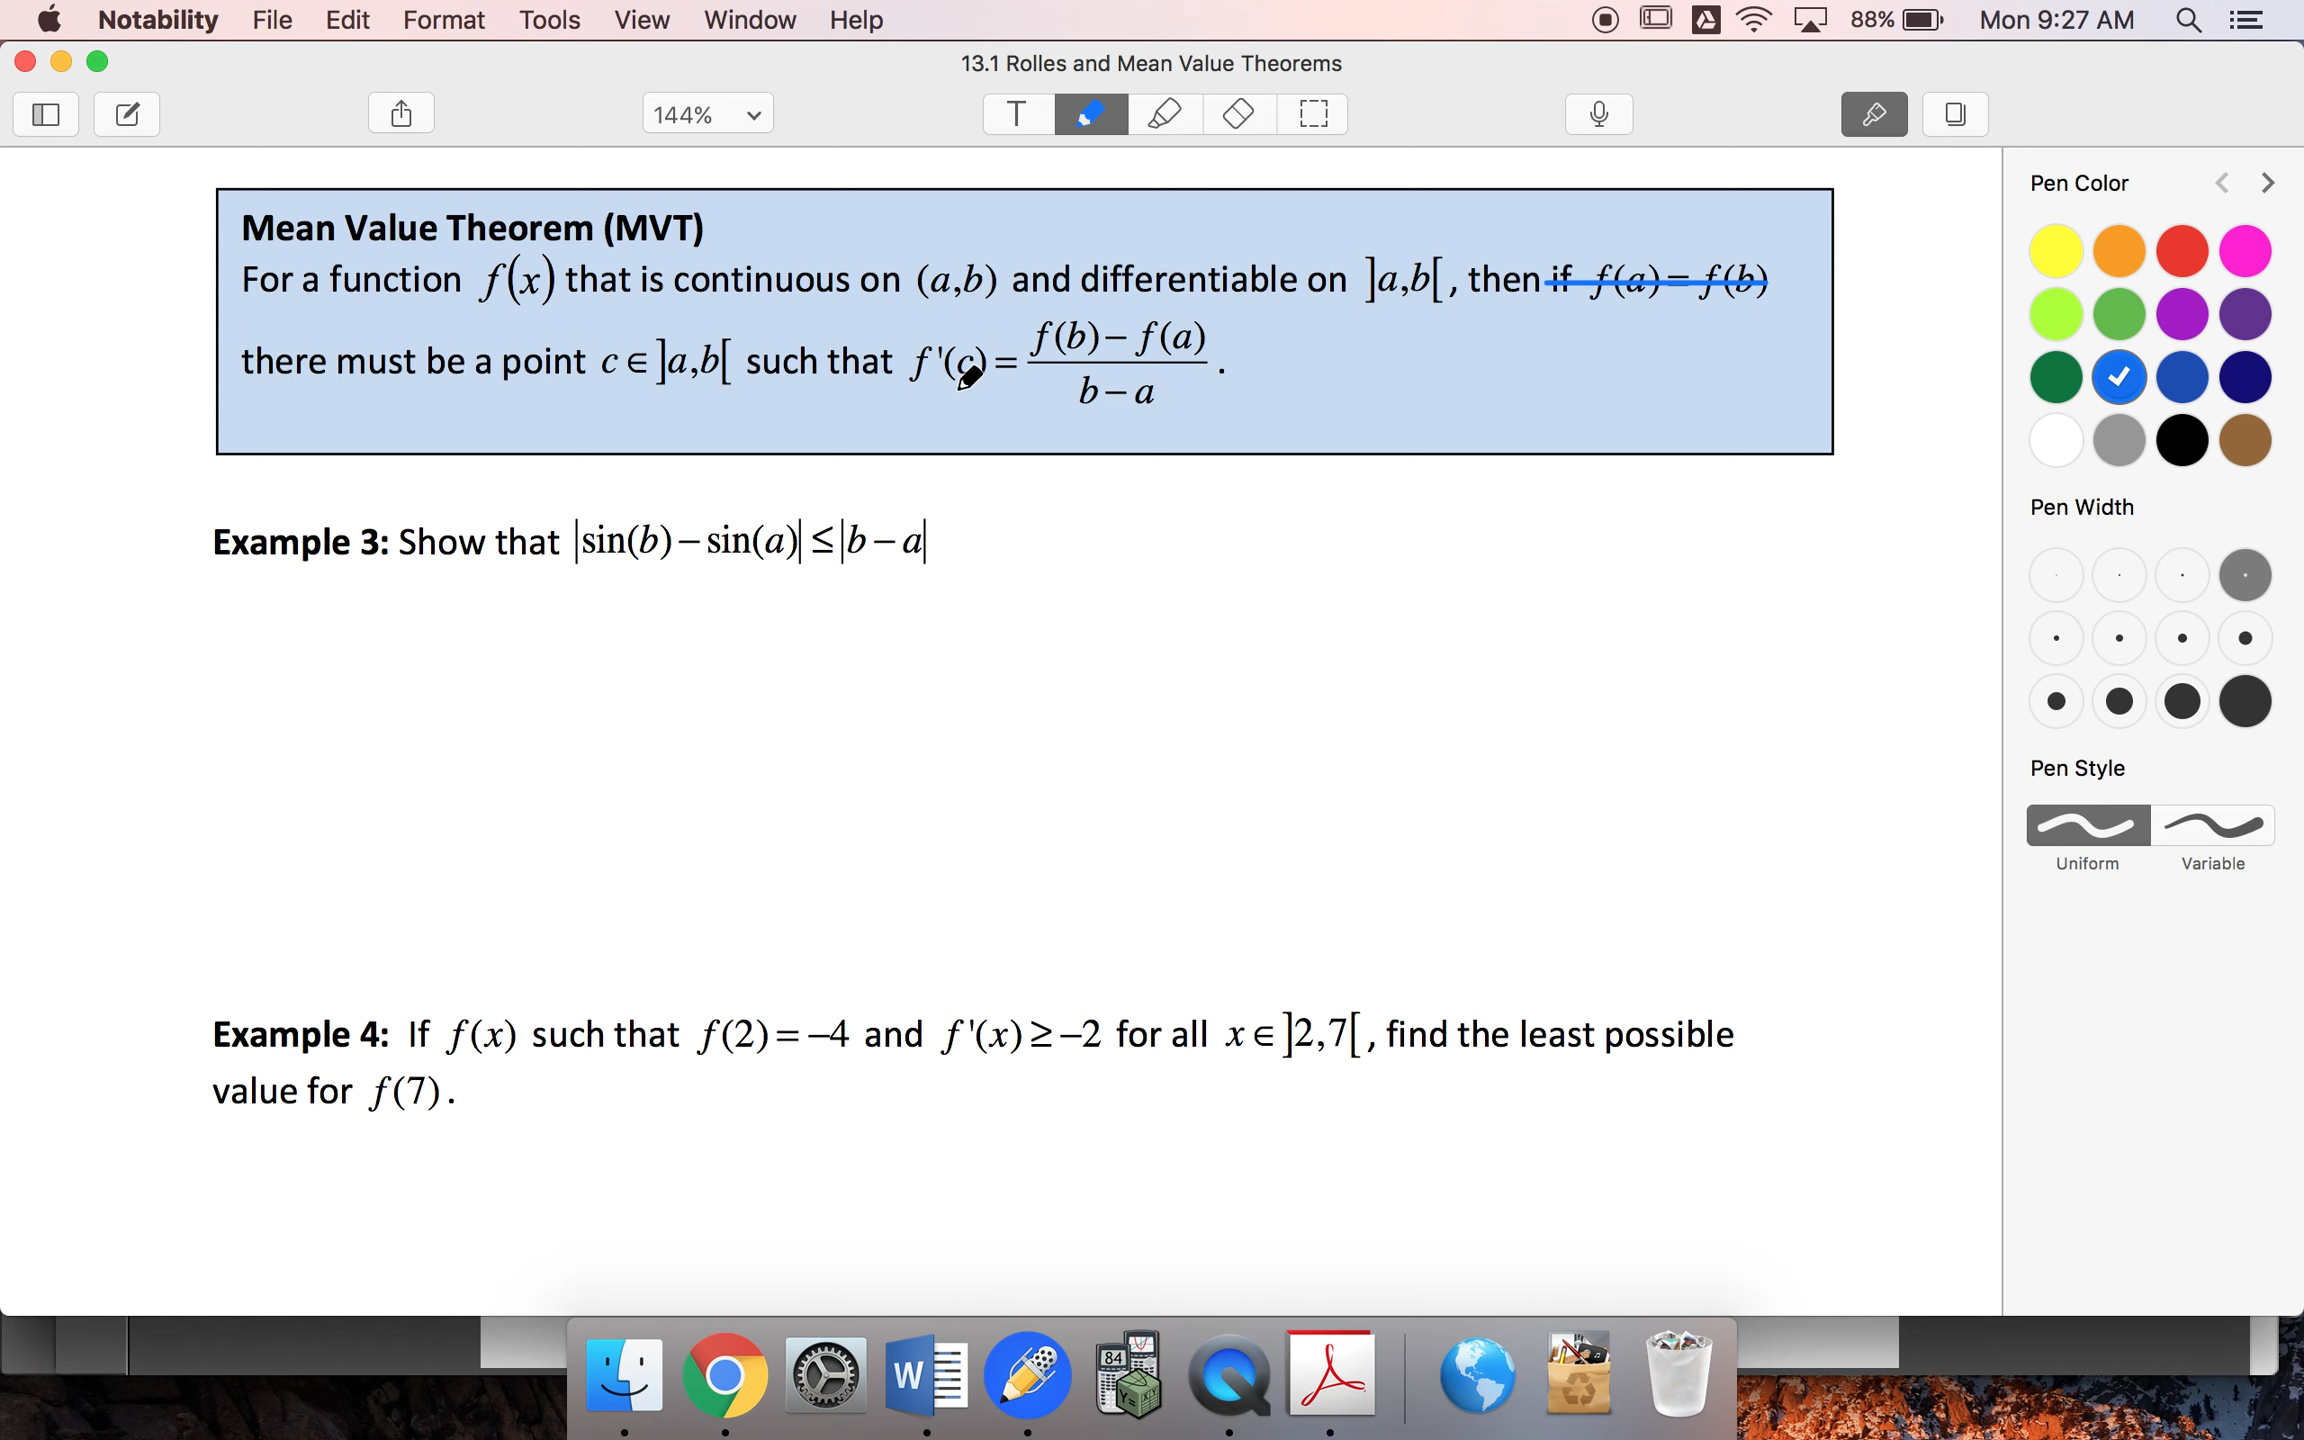 Notability File Edit Format Tools View Window Help 88% Mon 9:27 AM
13.1 Rolles and Mean Value Theorems
144% T
Mean Value Theorem (MVT)
For a function f(x) that is continuous on (a,b) and differentiable on ]a,b[, then if f(a)=f(b)
there must be a point c∈]a,b[ such that f'(c)= f(b)−f(a) / b−a .
Example 3: Show that |sin(b)−sin(a)|≤|b−a|
Example 4: If f(x) such that f(2)=−4 and f'(x)≥−2 for all x∈]2,7[, find the least possible
value for f(7).
Pen Color
Pen Width
Pen Style
Uniform Variable
W 84